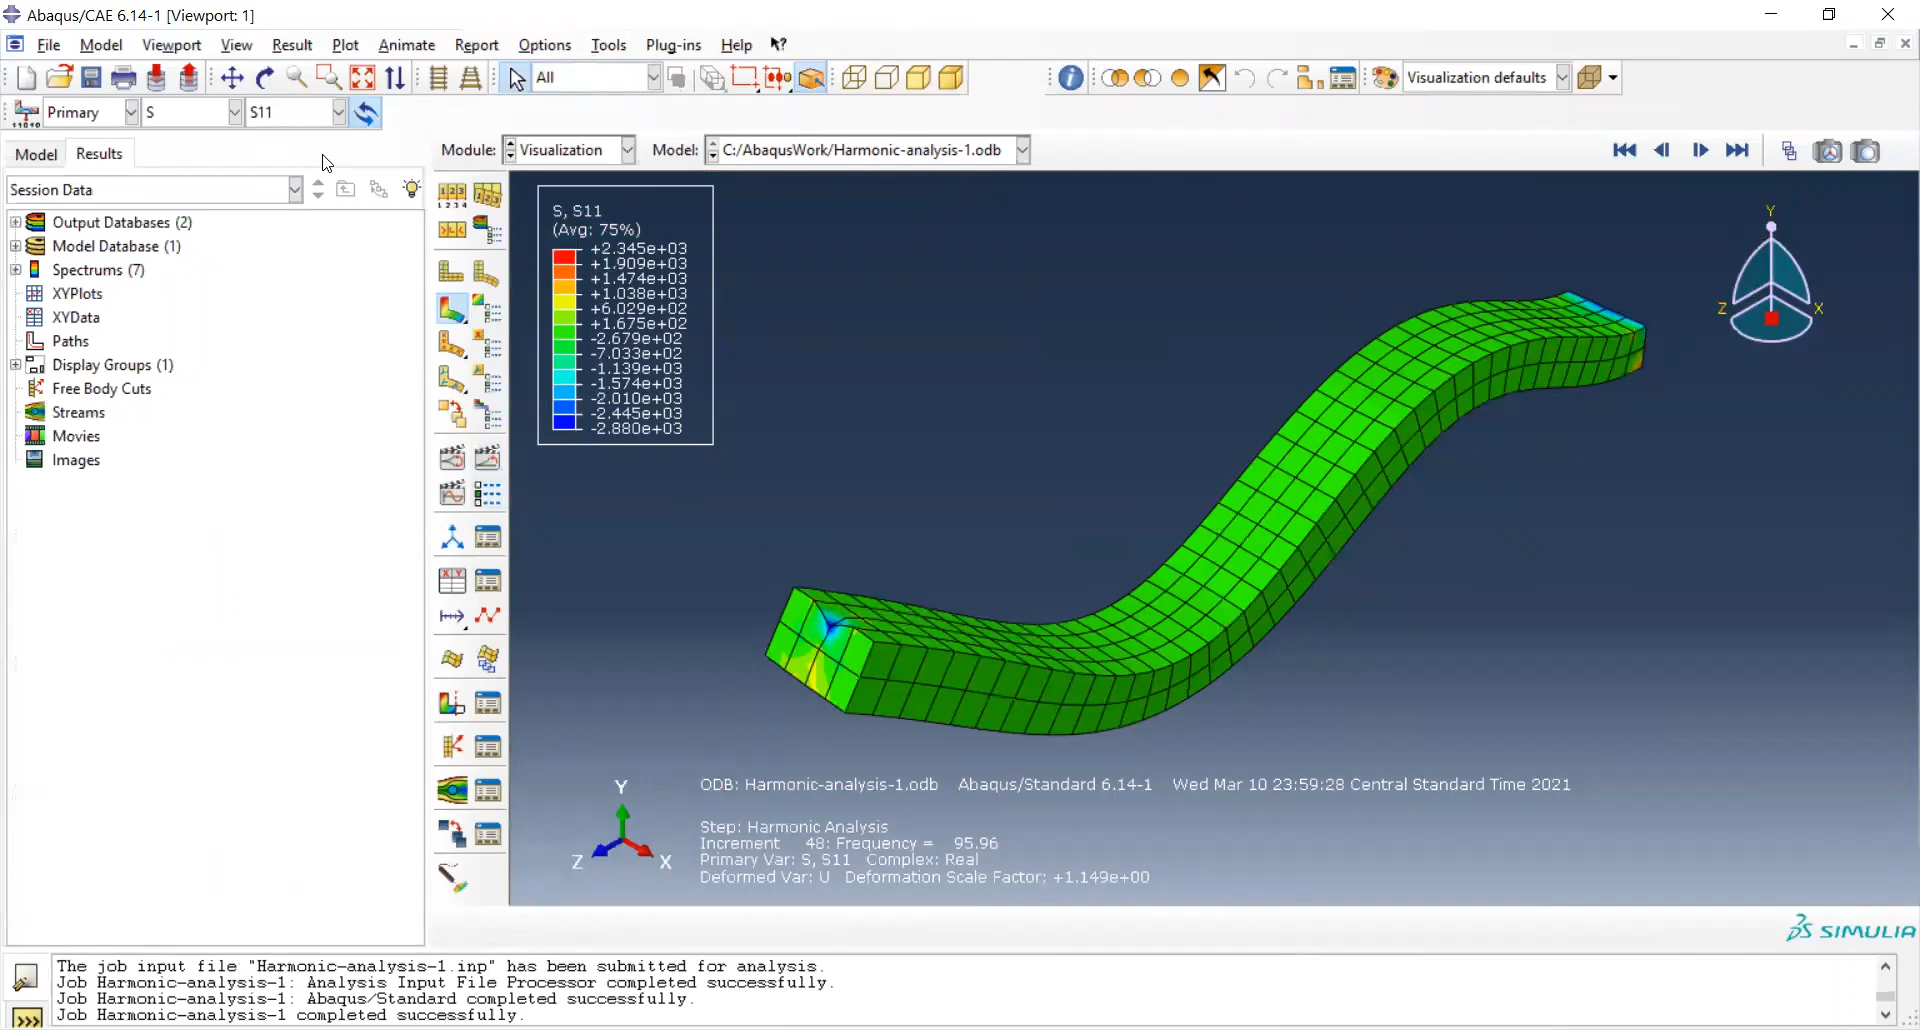 Abaqus/CAE 6.14-1 [Viewport: 1]
File Model Viewport View Result Plot Animate Report Options Tools Plug-ins Help
All
Visualization defaults
Primary S S11
Model Results
Module: Visualization Model: C:/AbaqusWork/Harmonic-analysis-1.odb
Session Data
Output Databases (2)
Model Database (1)
Spectrums (7)
XYPlots
XYData
Paths
Display Groups (1)
Free Body Cuts
Streams
Movies
Images
S, S11
(Avg: 75%)
+2.345e+03
+1.909e+03
+1.474e+03
+1.038e+03
+6.029e+02
+1.675e+02
-2.679e+02
-7.033e+02
-1.139e+03
-1.574e+03
-2.010e+03
-2.445e+03
-2.880e+03
Y
Z X
Y
Z X
ODB: Harmonic-analysis-1.odb Abaqus/Standard 6.14-1 Wed Mar 10 23:59:28 Central Standard Time 2021
Step: Harmonic Analysis
Increment 48: Frequency = 95.96
Primary Var: S, S11 Complex: Real
Deformed Var: U Deformation Scale Factor: +1.149e+00
SIMULIA
The job input file "Harmonic-analysis-1.inp" has been submitted for analysis.
Job Harmonic-analysis-1: Analysis Input File Processor completed successfully.
Job Harmonic-analysis-1: Abaqus/Standard completed successfully.
Job Harmonic-analysis-1 completed successfully.